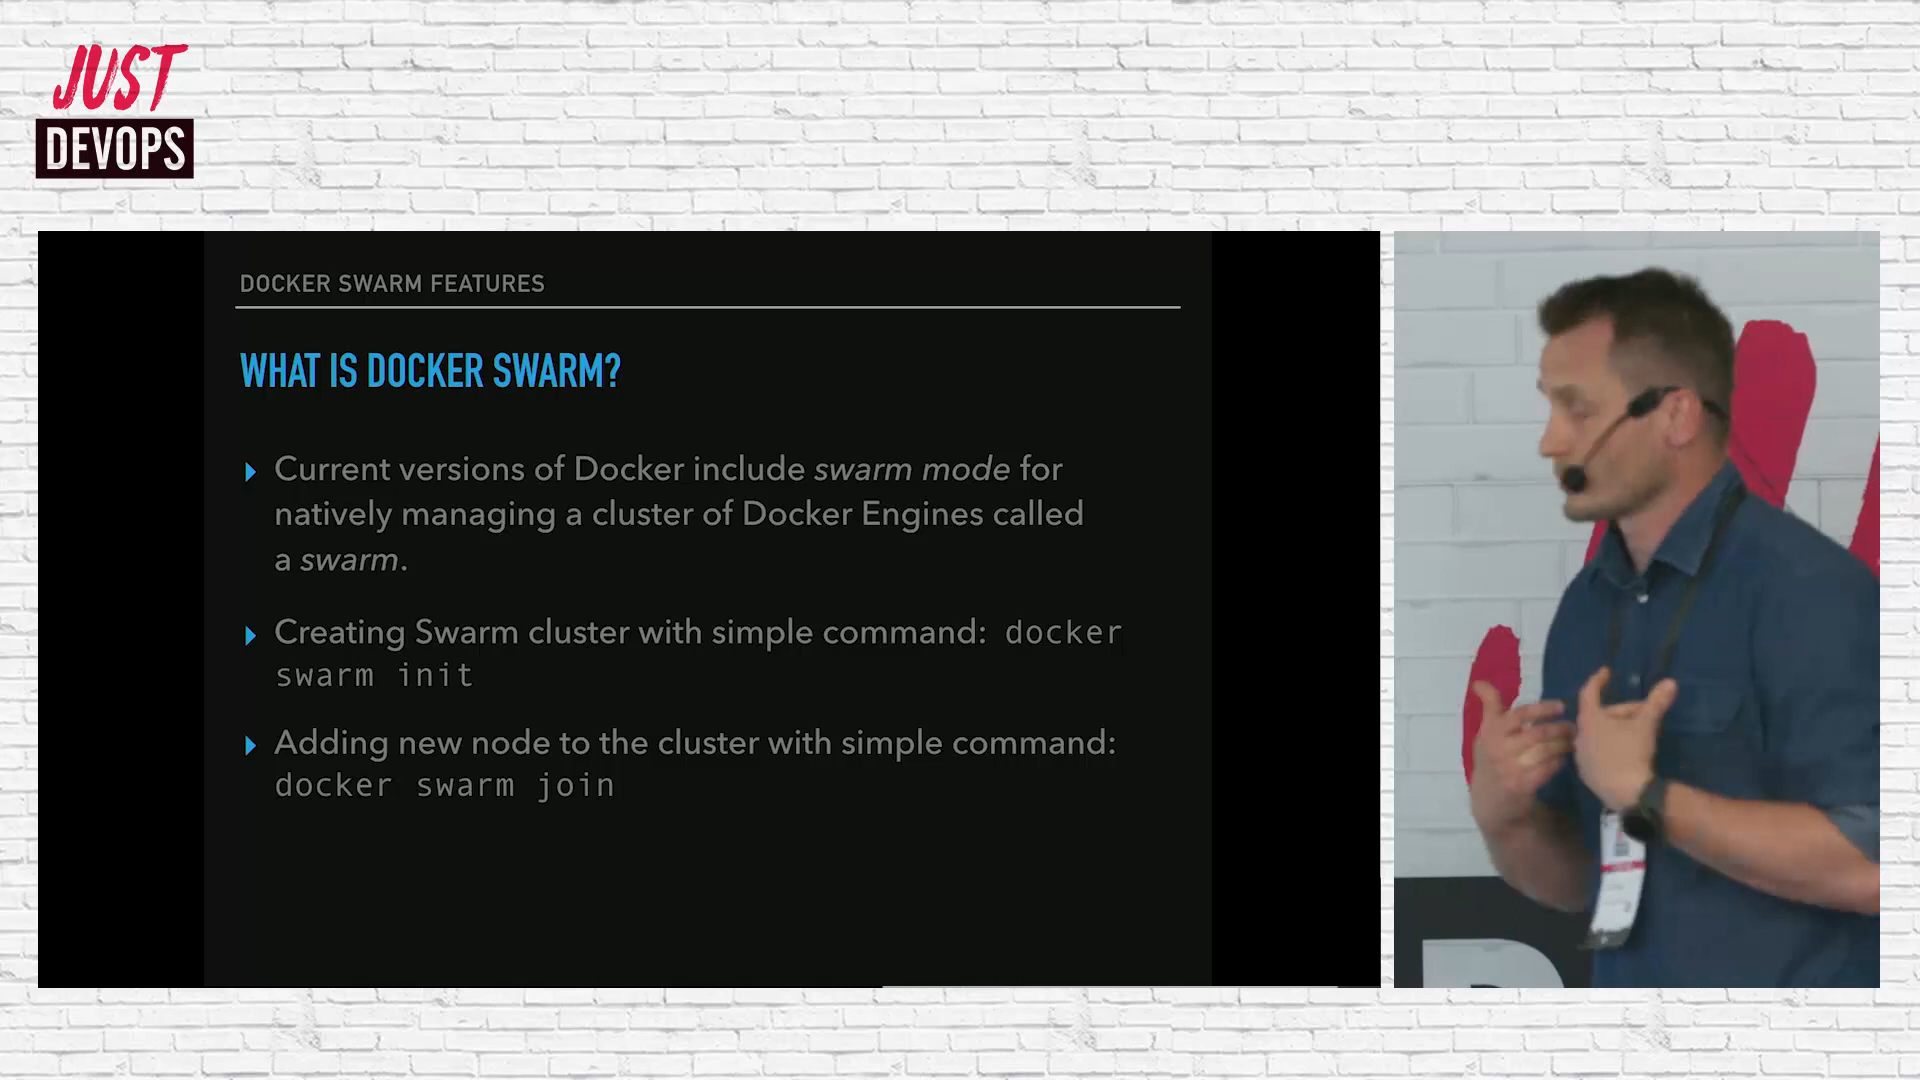 JUST
DEVOPS
DOCKER SWARM FEATURES
WHAT IS DOCKER SWARM?
Current versions of Docker include swarm mode for
natively managing a cluster of Docker Engines called
a swarm.
Creating Swarm cluster with simple command: docker
swarm init
Adding new node to the cluster with simple command:
docker swarm join